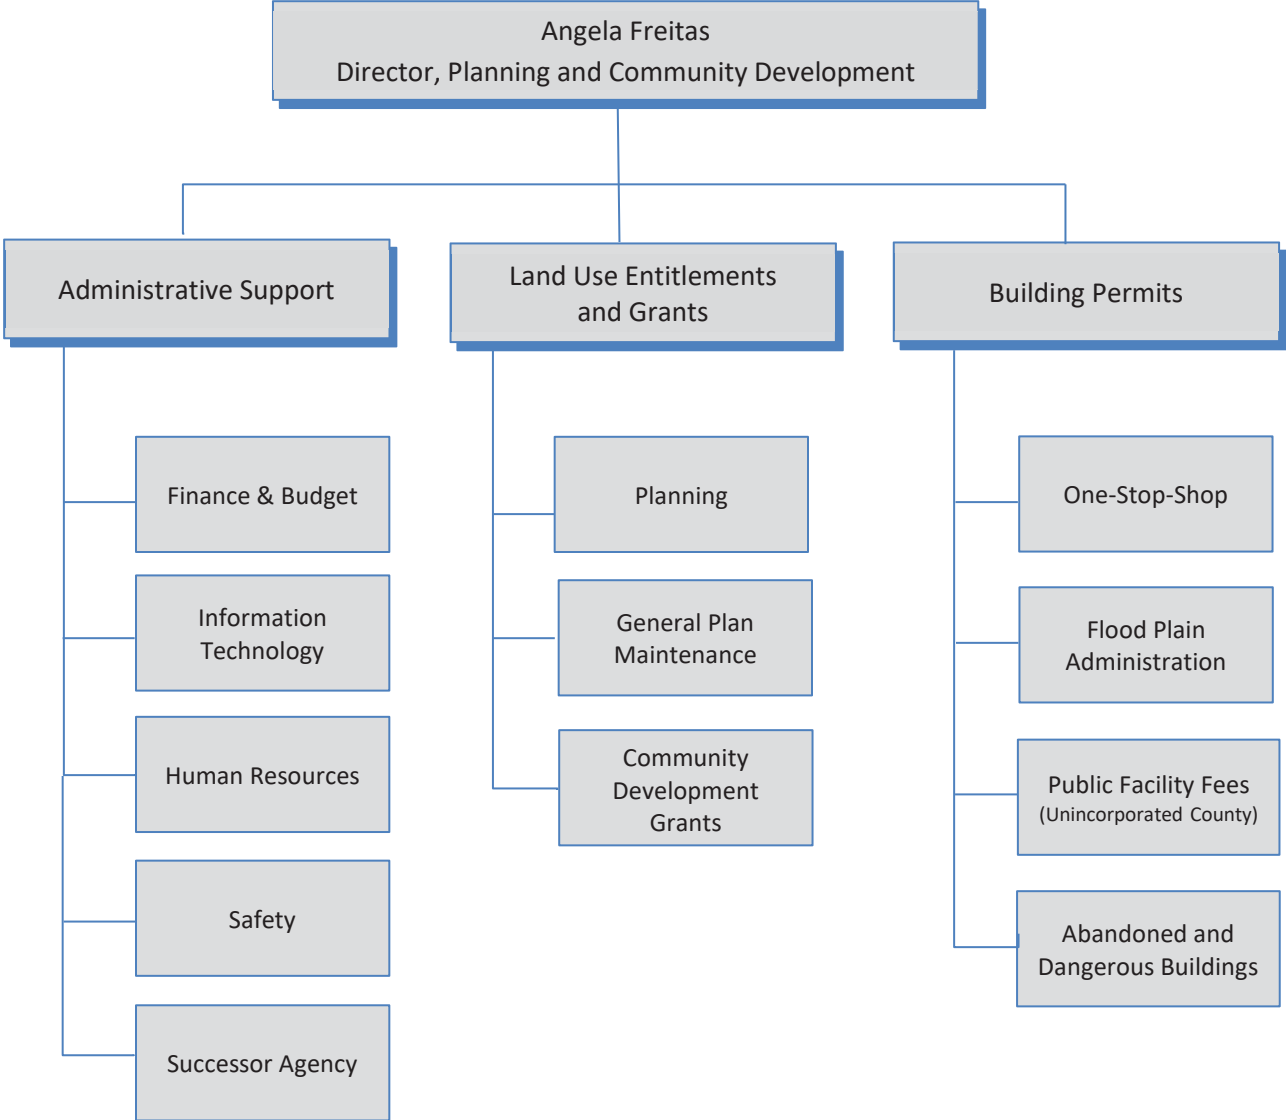 Angela Freitas
Director, Planning and Community Development
Administrative Support
Land Use Entitlements
and Grants
Building Permits
Finance & Budget
Information
Technology
Human Resources
Safety
Successor Agency
Planning
General Plan
Maintenance
Community
Development
Grants
One-Stop-Shop
Flood Plain
Administration
Public Facility Fees
(Unincorporated County)
Abandoned and
Dangerous Buildings